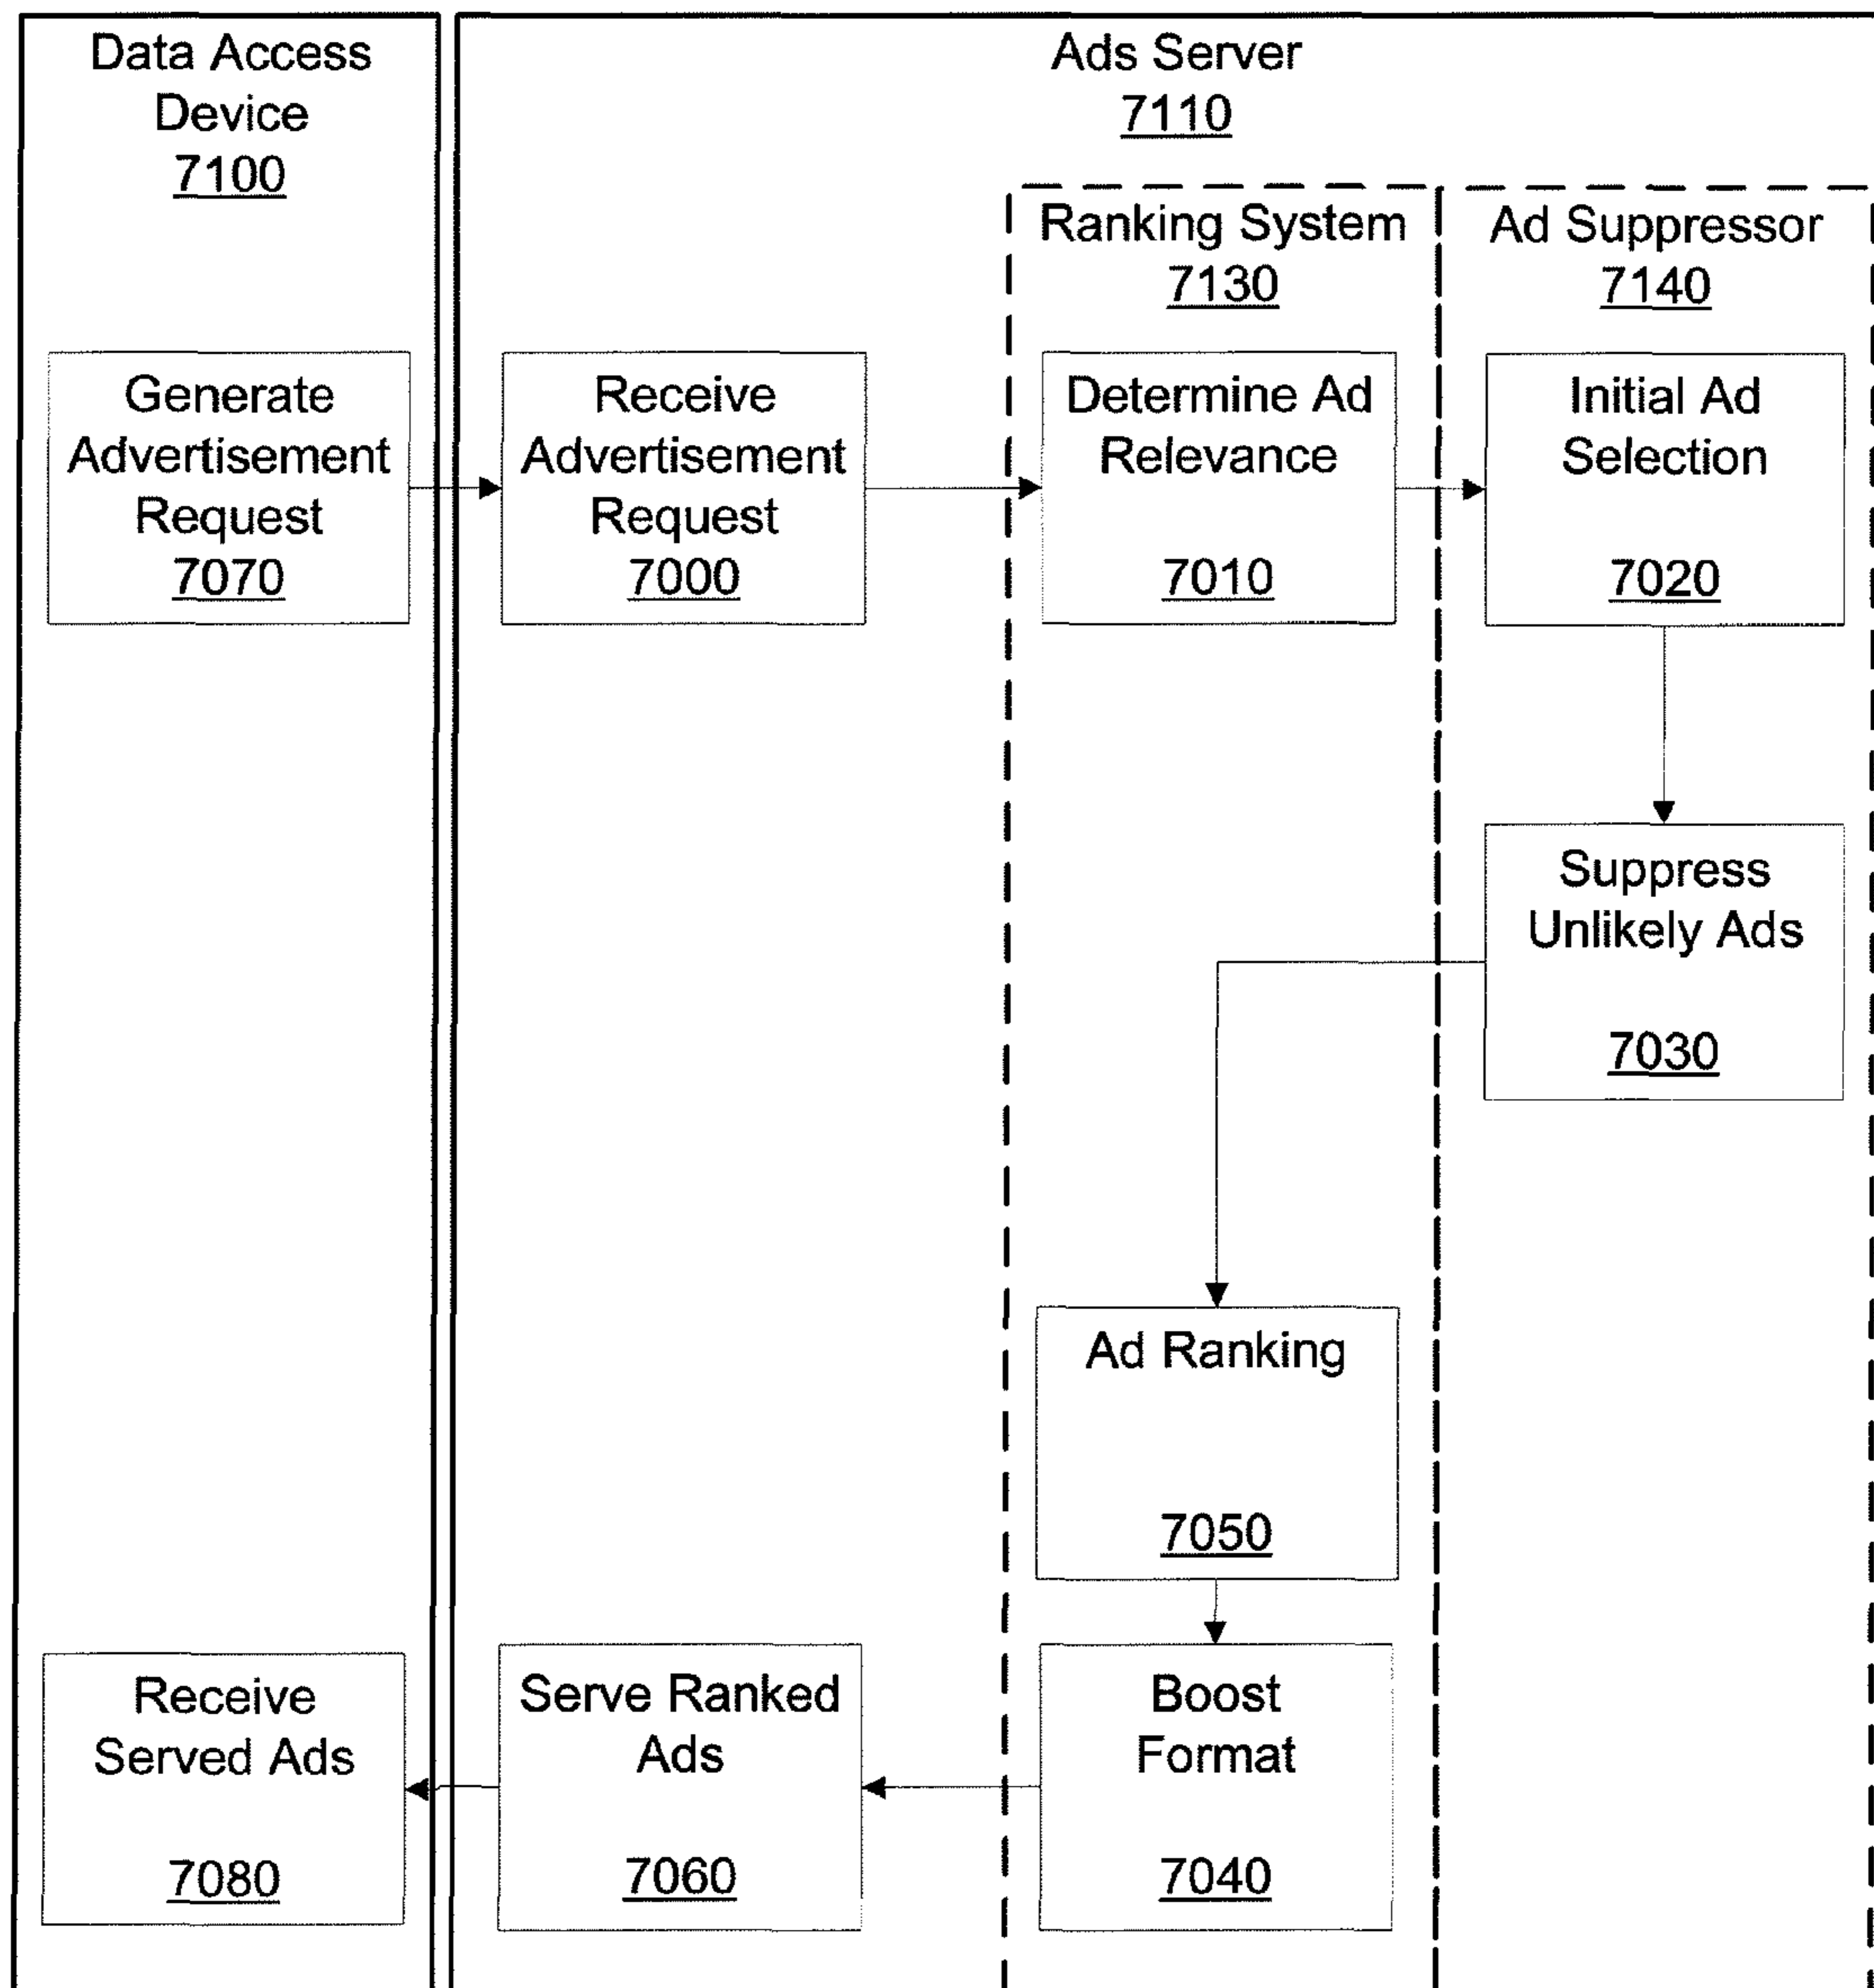 Data Access
Device
7100
Ads Server
7110
Ranking System
7130
Ad Suppressor
7140
Generate
Advertisement
Request
7070
Receive
Advertisement
Request
7000
Determine Ad
Relevance
7010
Initial Ad
Selection
7020
Suppress
Unlikely Ads
7030
Ad Ranking
7050
Receive
Served Ads
7080
Serve Ranked
Ads
7060
Boost
Format
7040